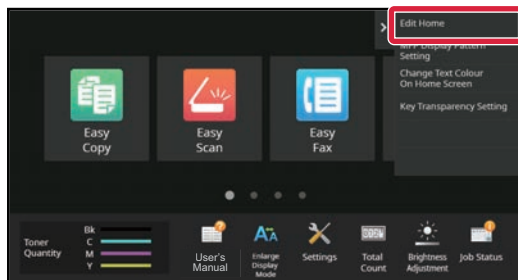 Edit Home
MFP Display Pattern
Setting
Change Text Colour
On Home Screen
Key Transparency Setting
Easy
Copy
Easy
Scan
Easy
Fax
Toner
Quantity
Bk
C
M
Y
User's
Manual
Enlarge
Display
Mode
Settings
Total
Count
Brightness
Adjustment
Job Status